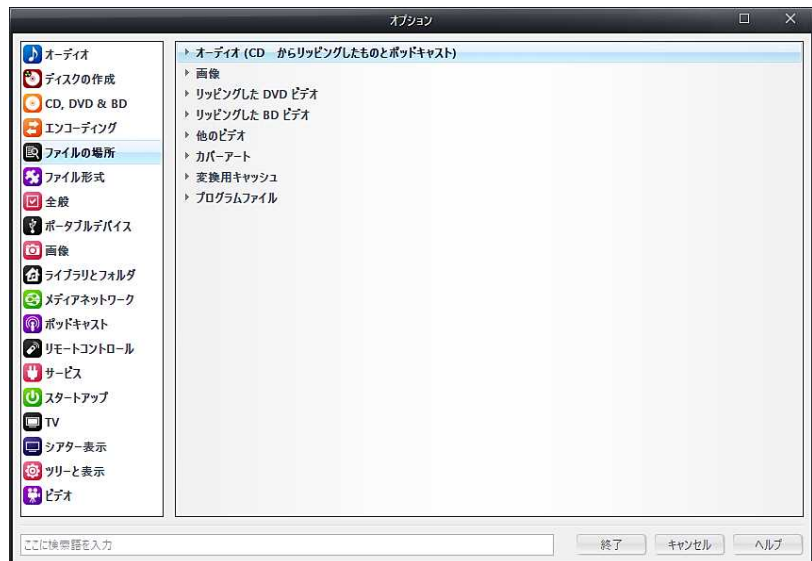 オプション
オーディオ
ディスクの作成
CD, DVD & BD
エンコーディング
ファイルの場所
ファイル形式
全般
ポータブルデバイス
画像
ライブラリとフォルダ
メディアネットワーク
ポッドキャスト
リモートコントロール
サービス
スタートアップ
TV
シアター表示
ツリーと表示
ビデオ
オーディオ (CD からリッピングしたものとポッドキャスト)
画像
リッピングした DVD ビデオ
リッピングした BD ビデオ
他のビデオ
カバーアート
変換用キャッシュ
プログラムファイル
ここに検索語を入力
終了
キャンセル
ヘルプ